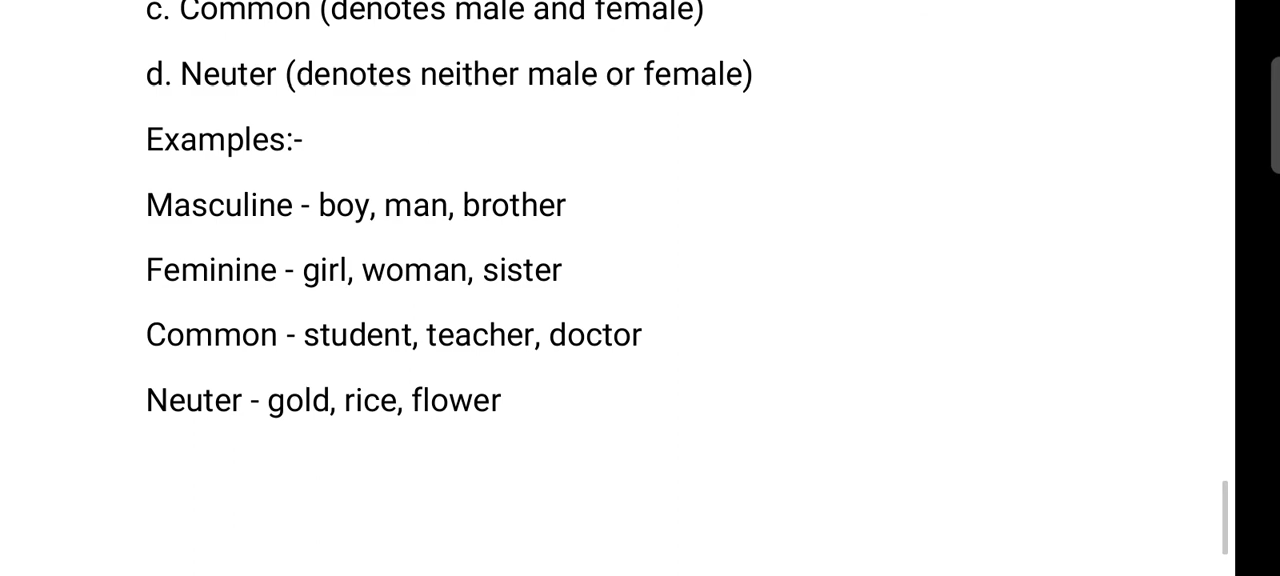 c. Common (denotes male and female)
d. Neuter (denotes neither male or female)
Examples:-
Masculine - boy, man, brother
Feminine - girl, woman, sister
Common - student, teacher, doctor
Neuter - gold, rice, flower